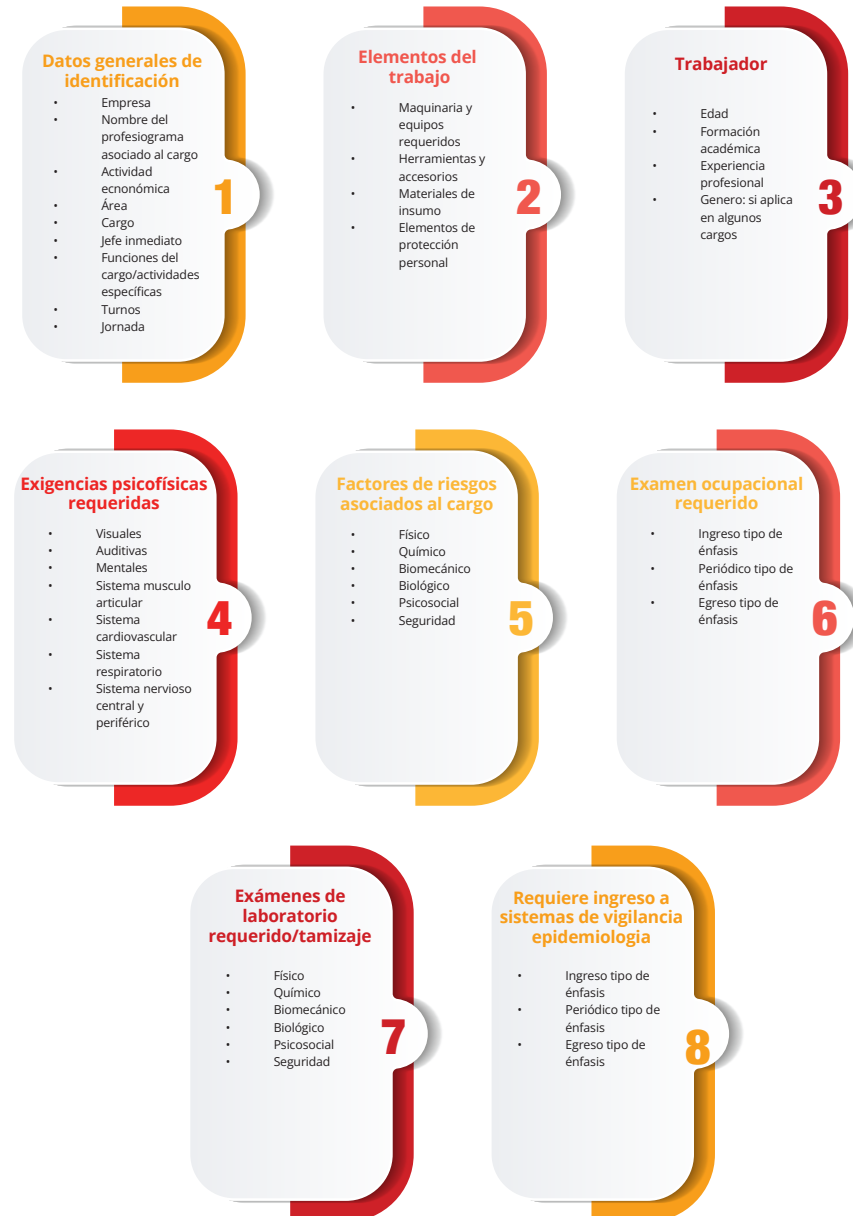 Datos generales de
identificación
• Empresa
• Nombre del
profesiograma
asociado al cargo
• Actividad
ecnonómica
• Área
• Cargo
• Jefe inmediato
• Funciones del
cargo/actividades
específicas
• Turnos
• Jornada
1
Elementos del
trabajo
• Maquinaria y
equipos
requeridos
• Herramientas y
accesorios
• Materiales de
insumo
• Elementos de
protección
personal
2
Trabajador
• Edad
• Formación
académica
• Experiencia
profesional
• Genero: si aplica
en algunos
cargos
3
Exigencias psicofísicas
requeridas
• Visuales
• Auditivas
• Mentales
• Sistema musculo
articular
• Sistema
cardiovascular
• Sistema
respiratorio
• Sistema nervioso
central y
periférico
4
Factores de riesgos
asociados al cargo
• Físico
• Químico
• Biomecánico
• Biológico
• Psicosocial
• Seguridad
5
Examen ocupacional
requerido
• Ingreso tipo de
énfasis
• Periódico tipo de
énfasis
• Egreso tipo de
énfasis
6
Exámenes de
laboratorio
requerido/tamizaje
• Físico
• Químico
• Biomecánico
• Biológico
• Psicosocial
• Seguridad
7
Requiere ingreso a
sistemas de vigilancia
epidemiologia
• Ingreso tipo de
énfasis
• Periódico tipo de
énfasis
• Egreso tipo de
énfasis
8